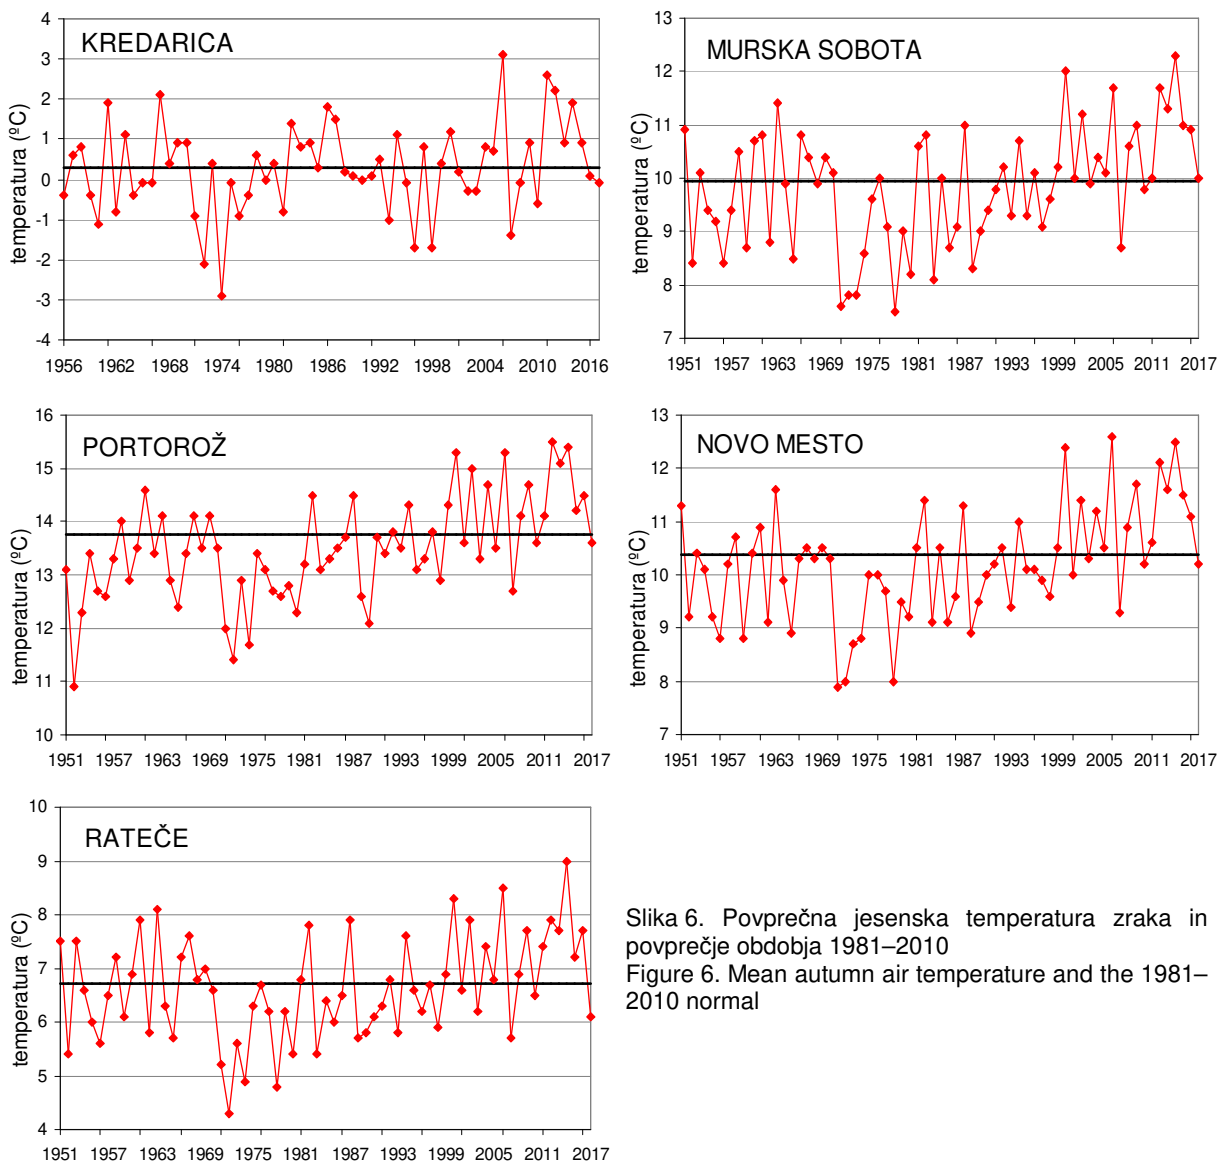 KREDARICA
temperatura (ºC)
4
3
2
1
0
-1
-2
-3
-4
1956 1962 1968 1974 1980 1986 1992 1998 2004 2010 2016
MURSKA SOBOTA
temperatura (ºC)
13
12
11
10
9
8
7
1951 1957 1963 1969 1975 1981 1987 1993 1999 2005 2011 2017
PORTOROŽ
temperatura (ºC)
16
15
14
13
12
11
10
1951 1957 1963 1969 1975 1981 1987 1993 1999 2005 2011 2017
NOVO MESTO
temperatura (ºC)
13
12
11
10
9
8
7
1951 1957 1963 1969 1975 1981 1987 1993 1999 2005 2011 2017
RATEČE
temperatura (ºC)
10
9
8
7
6
5
4
1951 1957 1963 1969 1975 1981 1987 1993 1999 2005 2011 2017
Slika 6. Povprečna jesenska temperatura zraka in
povprečje obdobja 1981–2010
Figure 6. Mean autumn air temperature and the 1981–
2010 normal